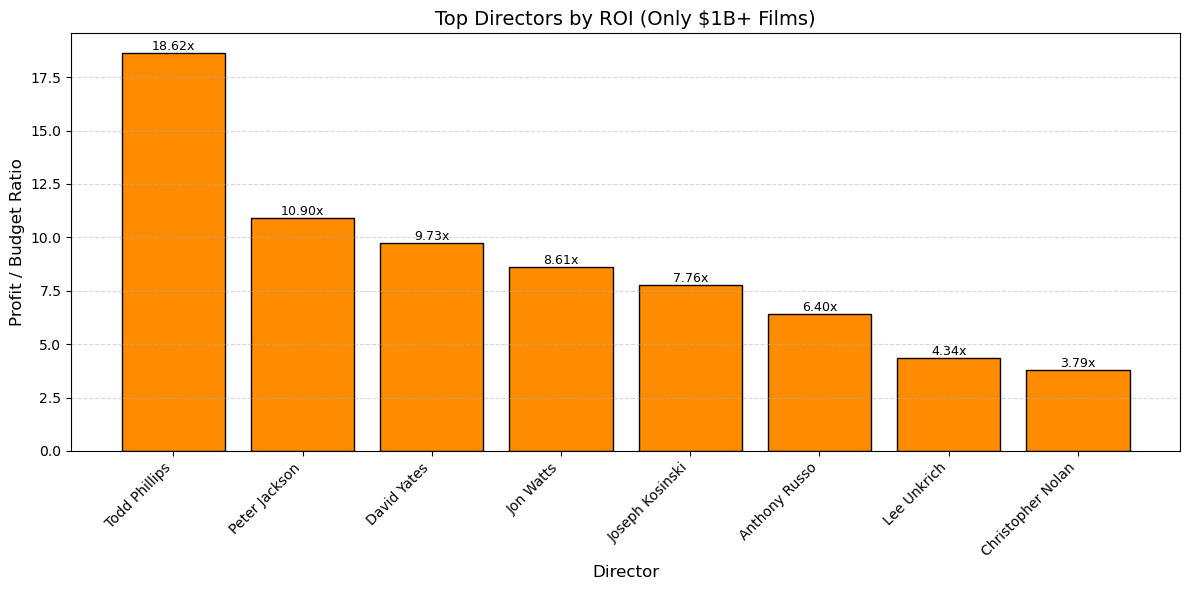 Top Directors by ROI (Only $1B+ Films)
Profit / Budget Ratio
17.5
15.0
12.5
10.0
7.5
5.0
2.5
0.0
18.62x
10.90x
9.73x
8.61x
7.76x
6.40x
4.34x
3.79x
Todd Phillips
Peter Jackson
David Yates
Jon Watts
Joseph Kosinski
Anthony Russo
Lee Unkrich
Christopher Nolan
Director